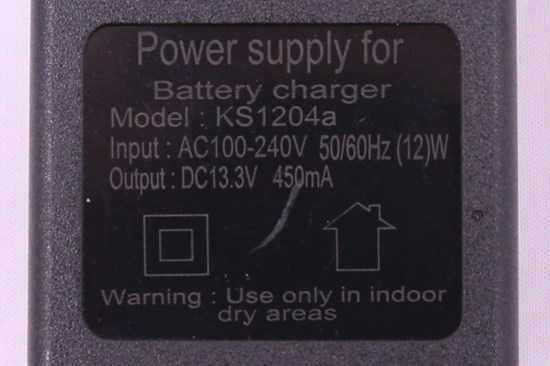 Power supply for
Battery charger
Model : KS1204a
Input : AC100-240V 50/60Hz (12)W
Output : DC13.3V 450mA
Warning : Use only in indoor
dry areas